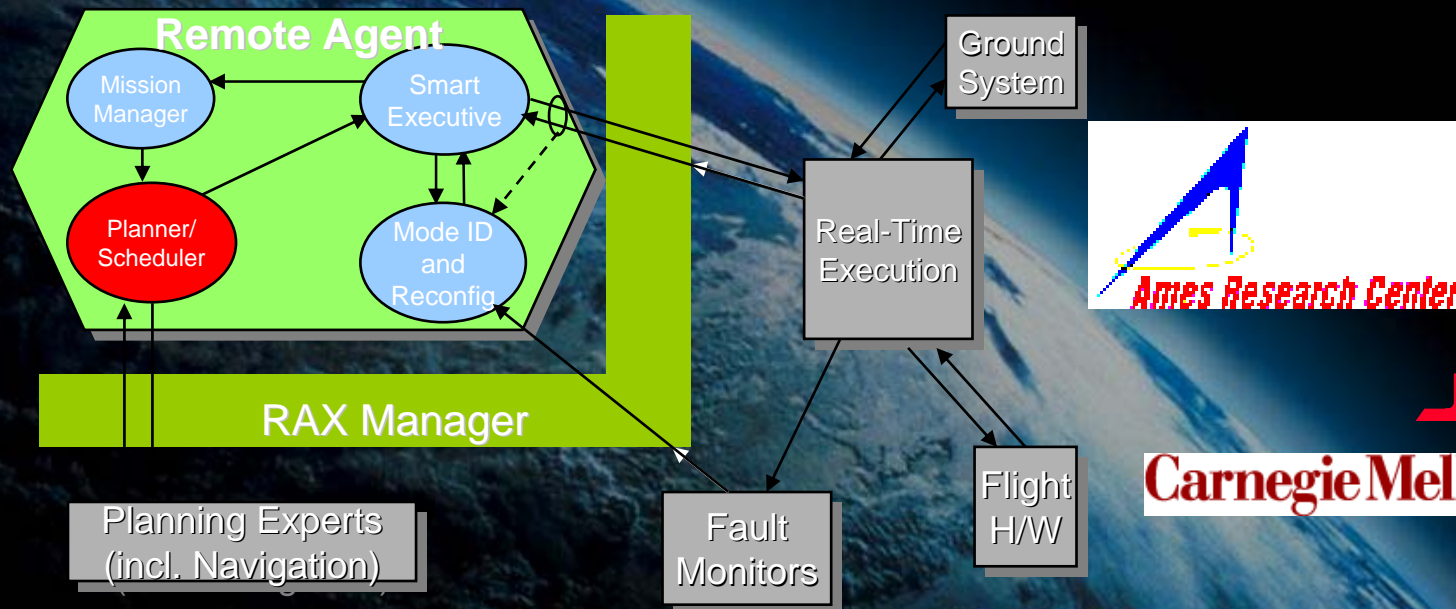 Remote Agent
Mission
Manager
Smart
Executive
Planner/
Scheduler
Mode ID
and
Reconfig
RAX Manager
Ground
System
Real-Time
Execution
Ames Research Center
Flight
H/W
Carnegie Mel
Fault
Monitors
Planning Experts
(incl. Navigation)